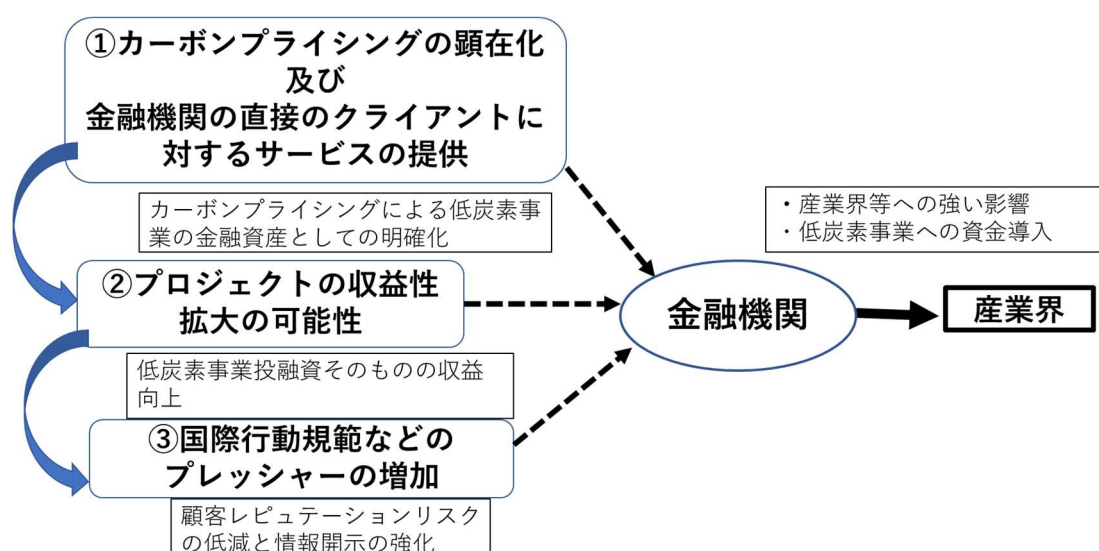 ①カーボンプライシングの顕在化
及び
金融機関の直接のクライアントに
対するサービスの提供
カーボンプライシングによる低炭素事
業の金融資産としての明確化
②プロジェクトの収益性
拡大の可能性
低炭素事業投融資そのものの収益
向上
③国際行動規範などの
プレッシャーの増加
顧客レピュテーションリスク
の低減と情報開示の強化
金融機関
・産業界等への強い影響
・低炭素事業への資金導入
産業界